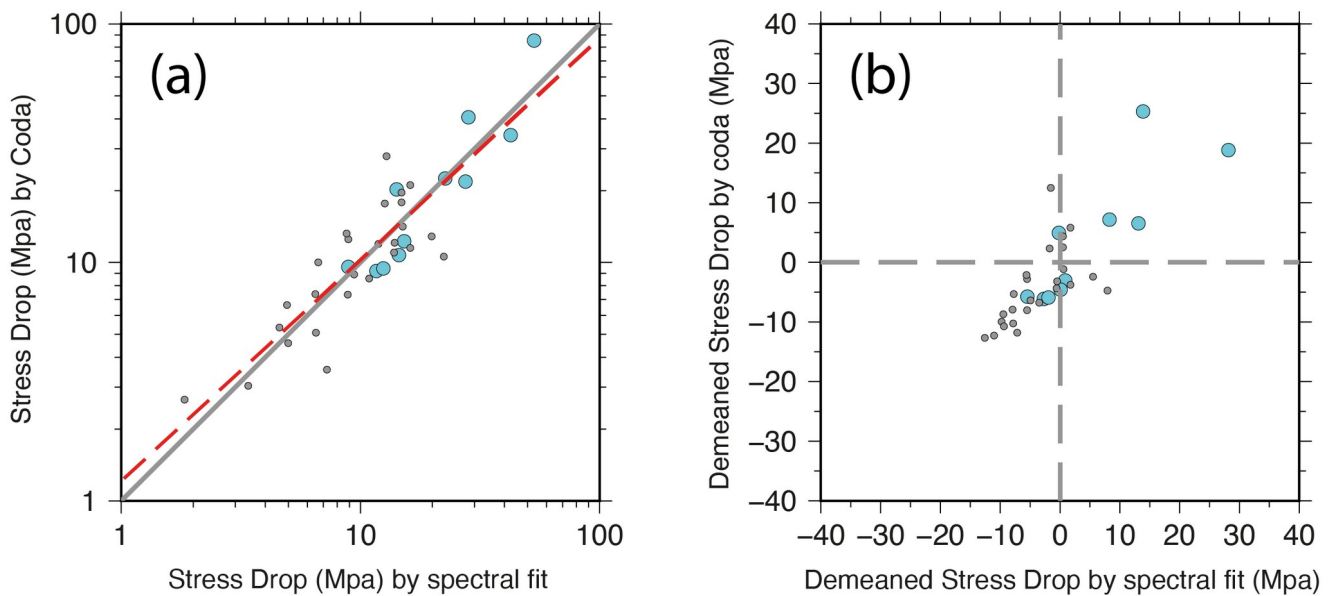 (a)
Stress Drop (Mpa) by Coda)
100
10
1
1 10 100
Stress Drop (Mpa) by spectral fit
(b)
Demeaned Stress Drop by coda (Mpa)
40
30
20
10
0
−10
−20
−30
−40
−40 −30 −20 −10 0 10 20 30 40
Demeaned Stress Drop by spectral fit (Mpa)